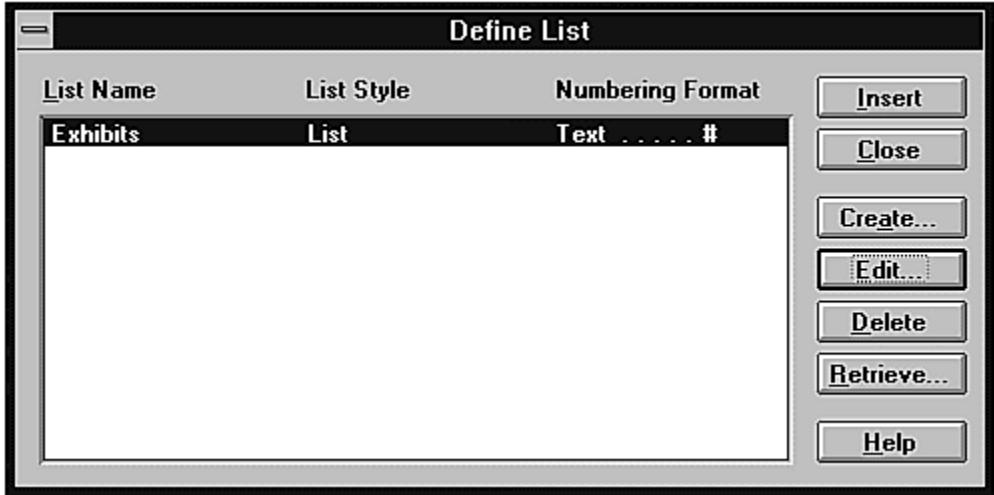 Define List
List Name List Style Numbering Format
Exhibits List Text . . . . . #
Insert
Close
Create...
Edit...
Delete
Retrieve...
Help